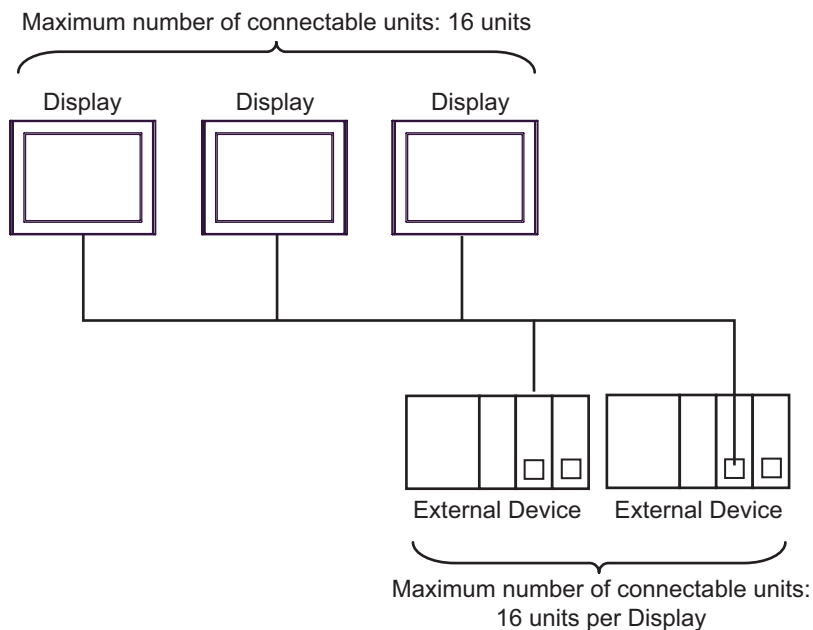 Maximum number of connectable units: 16 units
Display
Display
Display
External Device
External Device
Maximum number of connectable units:
16 units per Display